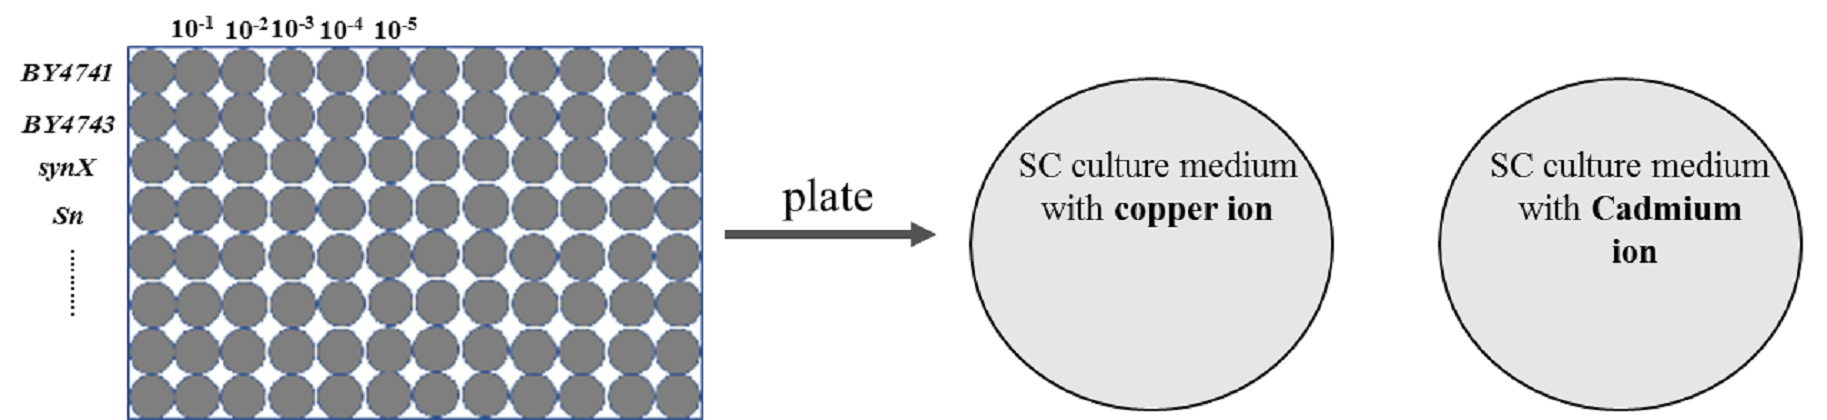 10⁻¹ 10⁻² 10⁻³ 10⁻⁴ 10⁻⁵
BY4741
BY4743
synX
Sn
plate
SC culture medium
with copper ion
SC culture medium
with Cadmium
ion